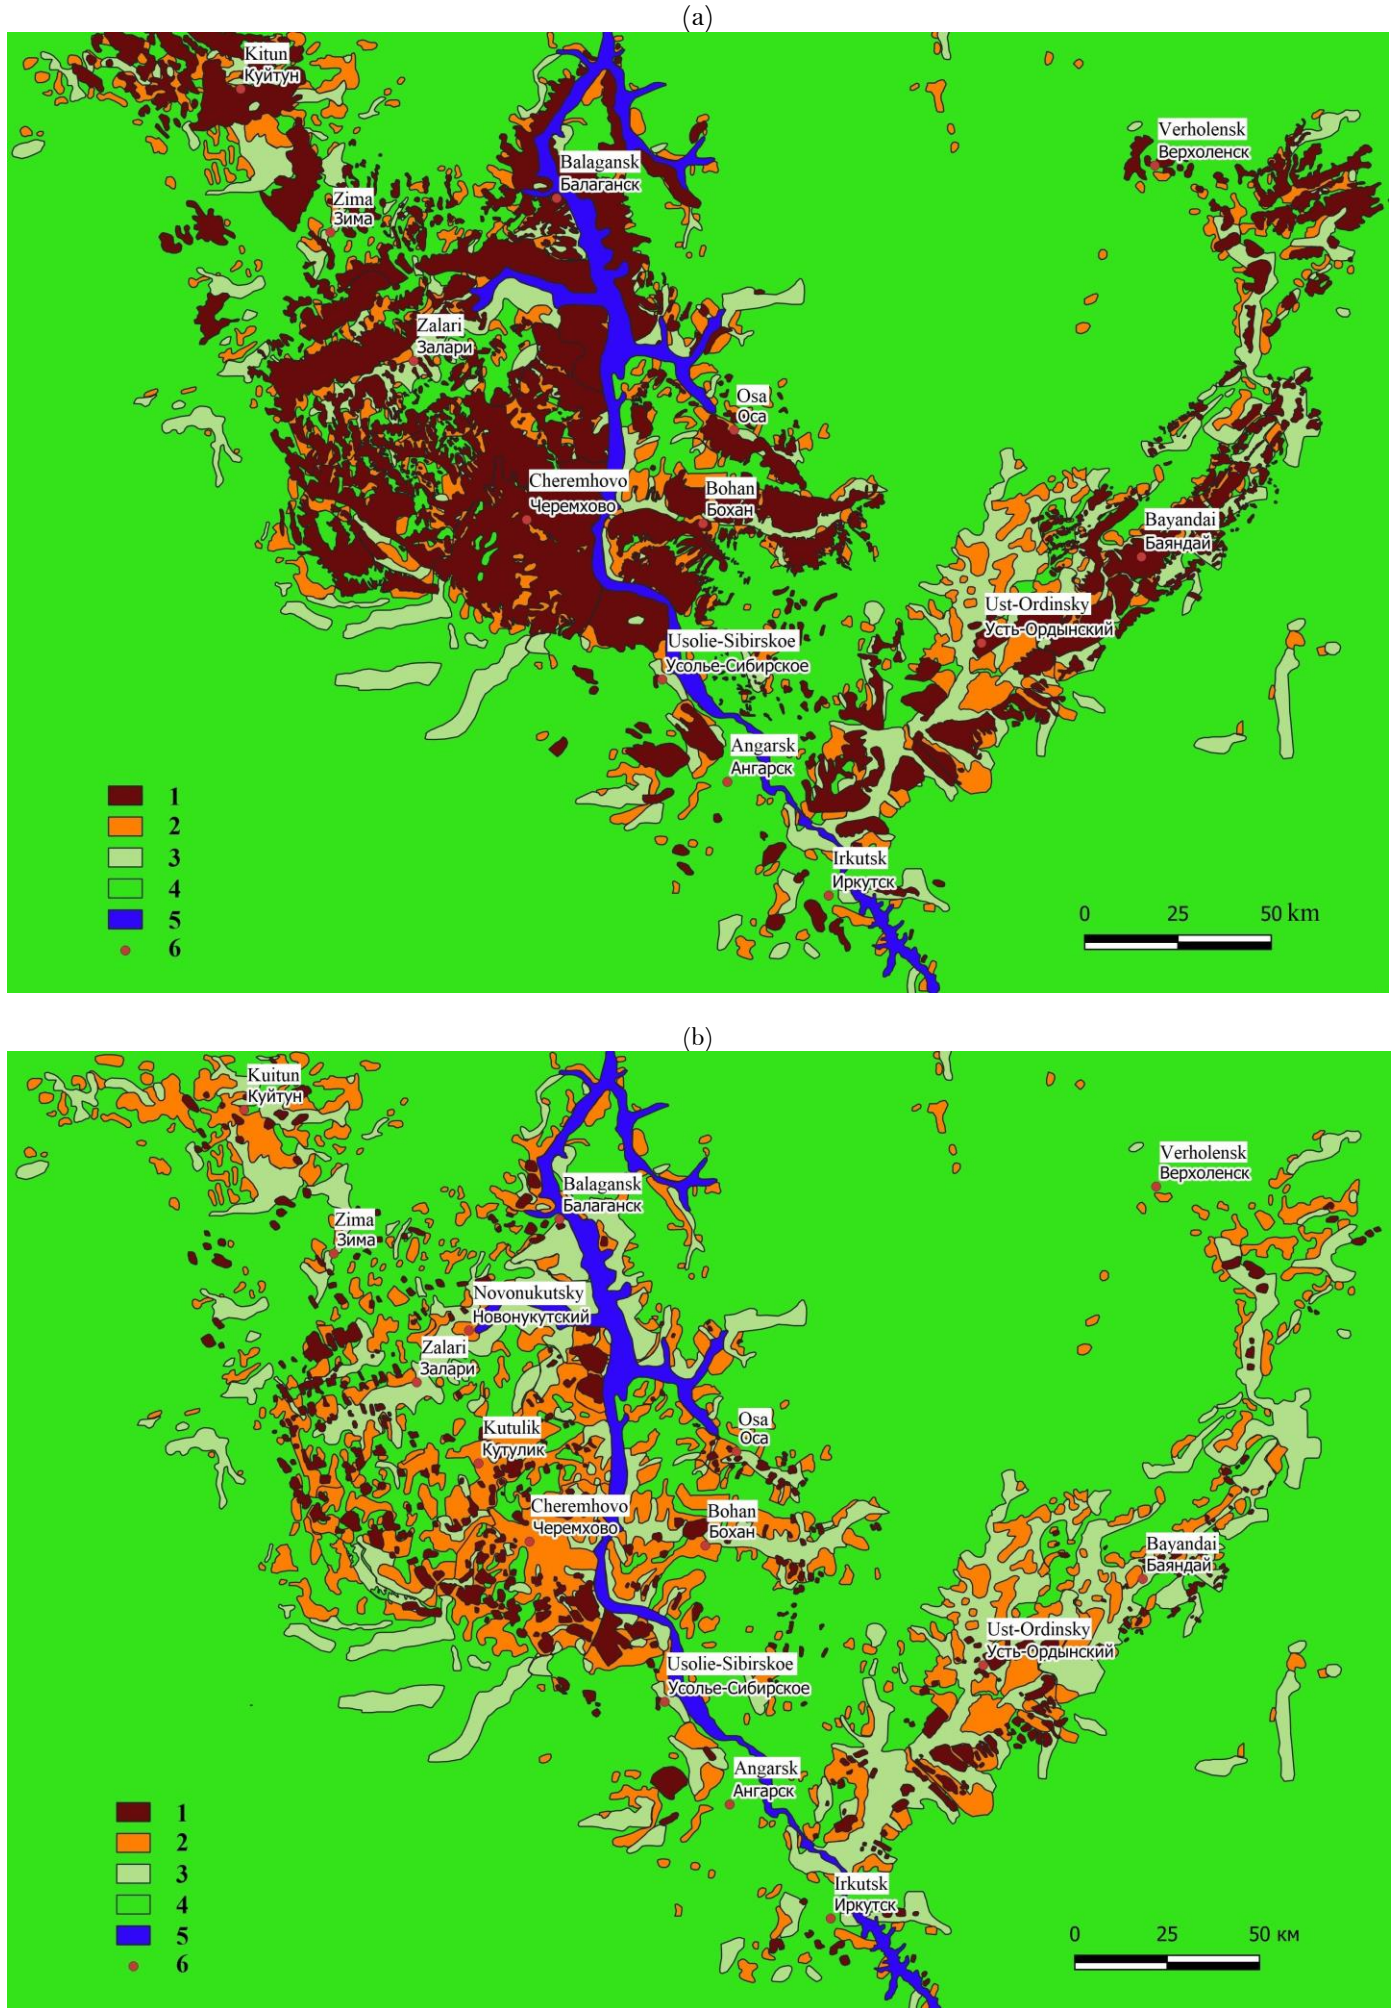 (a)
Kitun
Куйтун
Verholensk
Верхоленск
Balagansk
Балаганск
Zima
Зима
Zalari
Залари
Osa
Оса
Cheremhovo
Черемхово
Bohan
Бохан
Bayandai
Баяндай
Ust-Ordinsky
Усть-Ордынский
Usolie-Sibirskoe
Усолье-Сибирское
Angarsk
Ангарск
Irkutsk
Иркутск
1
2
3
4
5
6
0 25 50 km
(b)
Kuitun
Куйтун
Verholensk
Верхоленск
Balagansk
Балаганск
Zima
Зима
Novonukutsky
Новонукутский
Zalari
Залари
Osa
Оса
Kutulik
Кутулик
Cheremhovo
Черемхово
Bohan
Бохан
Bayandai
Баяндай
Ust-Ordinsky
Усть-Ордынский
Usolie-Sibirskoe
Усолье-Сибирское
Angarsk
Ангарск
Irkutsk
Иркутск
1
2
3
4
5
6
0 25 50 км